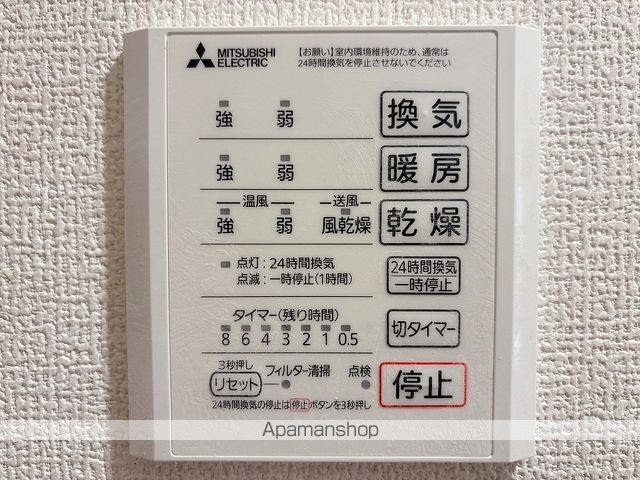 MITSUBISHI
ELECTRIC
【お願い】室内環境維持のため、通常は
24時間換気を停止させないでください
強 弱 換気
強 弱 暖房
温風 送風
強 弱 風乾燥 乾燥
点灯：24時間換気
点滅：一時停止(1時間)
24時間換気
一時停止
タイマー(残り時間)
8 6 4 3 2 1 0.5
切タイマー
3秒押し
リセット フィルター清掃 点検
停止
24時間換気の停止は停止ボタンを3秒押し
Apamanshop